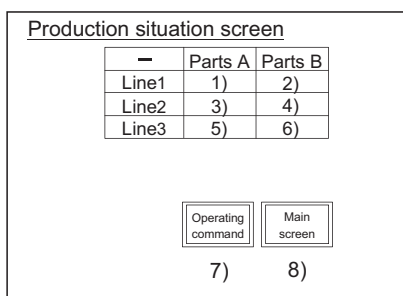 Production situation screen
— Parts A Parts B
Line1 1) 2)
Line2 3) 4)
Line3 5) 6)
Operating Main
command screen
7) 8)